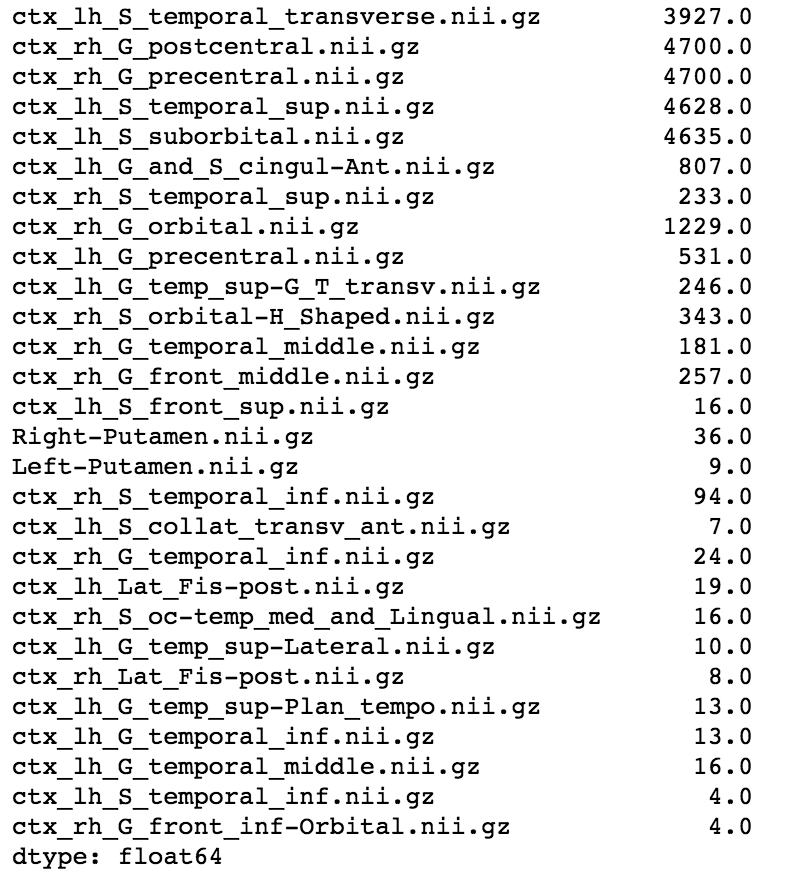 ctx_lh_S_temporal_transverse.nii.gz 3927.0
ctx_rh_G_postcentral.nii.gz 4700.0
ctx_rh_G_precentral.nii.gz 4700.0
ctx_lh_S_temporal_sup.nii.gz 4628.0
ctx_lh_S_suborbital.nii.gz 4635.0
ctx_lh_G_and_S_cingul-Ant.nii.gz 807.0
ctx_rh_S_temporal_sup.nii.gz 233.0
ctx_rh_G_orbital.nii.gz 1229.0
ctx_lh_G_precentral.nii.gz 531.0
ctx_lh_G_temp_sup-G_T_transv.nii.gz 246.0
ctx_rh_S_orbital-H_Shaped.nii.gz 343.0
ctx_rh_G_temporal_middle.nii.gz 181.0
ctx_rh_G_front_middle.nii.gz 257.0
ctx_lh_S_front_sup.nii.gz 16.0
Right-Putamen.nii.gz 36.0
Left-Putamen.nii.gz 9.0
ctx_rh_S_temporal_inf.nii.gz 94.0
ctx_lh_S_collat_transv_ant.nii.gz 7.0
ctx_rh_G_temporal_inf.nii.gz 24.0
ctx_lh_Lat_Fis-post.nii.gz 19.0
ctx_rh_S_oc-temp_med_and_Lingual.nii.gz 16.0
ctx_lh_G_temp_sup-Lateral.nii.gz 10.0
ctx_rh_Lat_Fis-post.nii.gz 8.0
ctx_lh_G_temp_sup-Plan_tempo.nii.gz 13.0
ctx_lh_G_temporal_inf.nii.gz 13.0
ctx_lh_G_temporal_middle.nii.gz 16.0
ctx_lh_S_temporal_inf.nii.gz 4.0
ctx_rh_G_front_inf-Orbital.nii.gz 4.0
dtype: float64